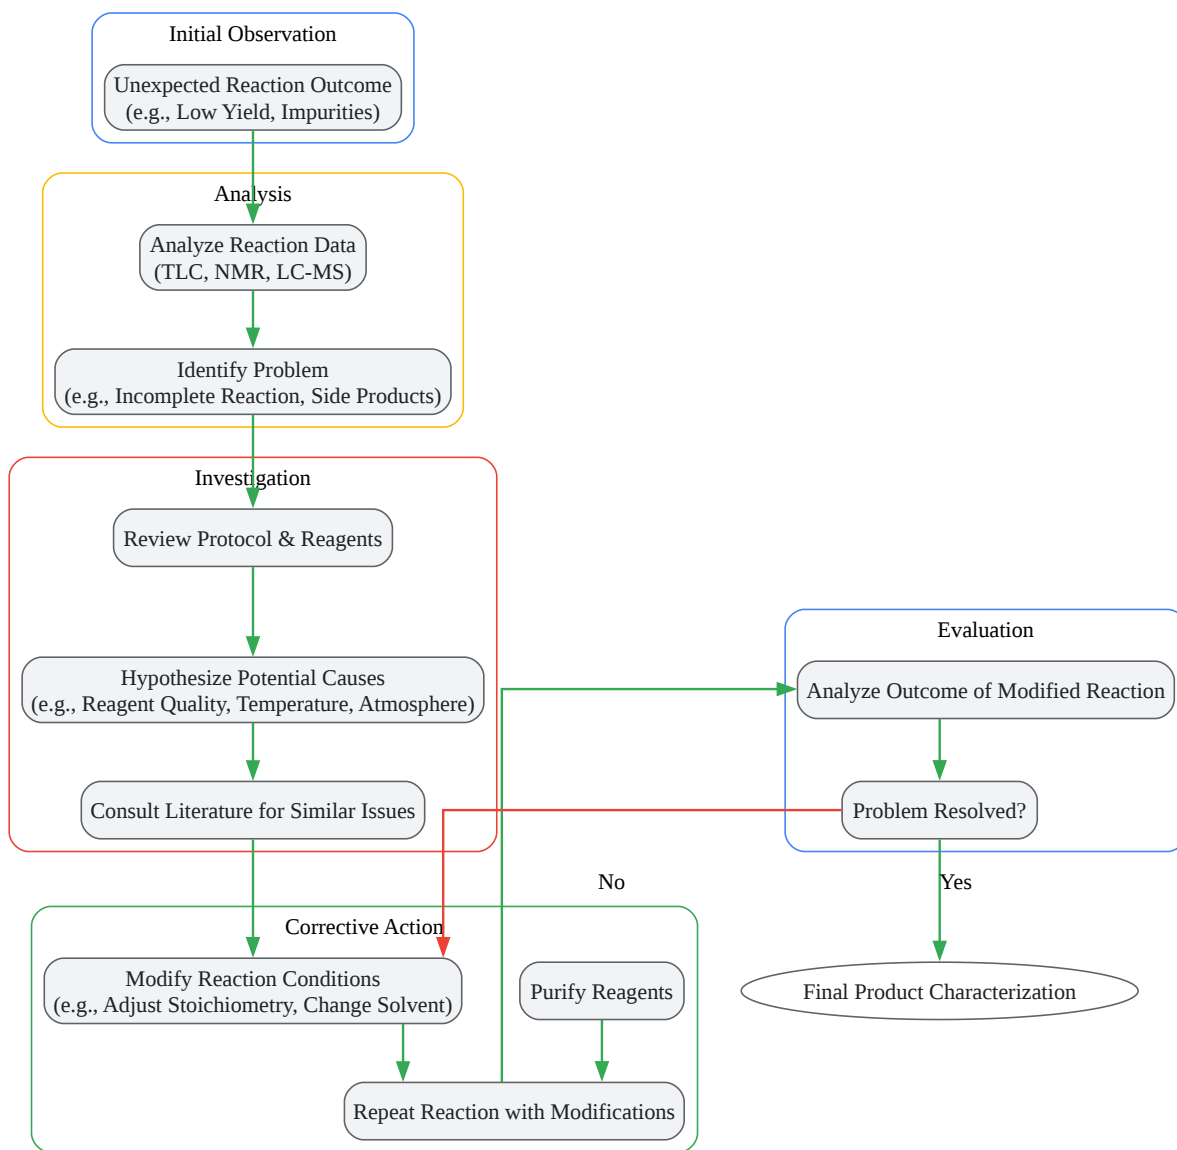 Initial Observation
Unexpected Reaction Outcome
(e.g., Low Yield, Impurities)
Analysis
Analyze Reaction Data
(TLC, NMR, LC-MS)
Identify Problem
(e.g., Incomplete Reaction, Side Products)
Investigation
Review Protocol & Reagents
Hypothesize Potential Causes
(e.g., Reagent Quality, Temperature, Atmosphere)
Consult Literature for Similar Issues
Evaluation
Analyze Outcome of Modified Reaction
Problem Resolved?
No
Yes
Corrective Action
Modify Reaction Conditions
(e.g., Adjust Stoichiometry, Change Solvent)
Purify Reagents
Repeat Reaction with Modifications
Final Product Characterization